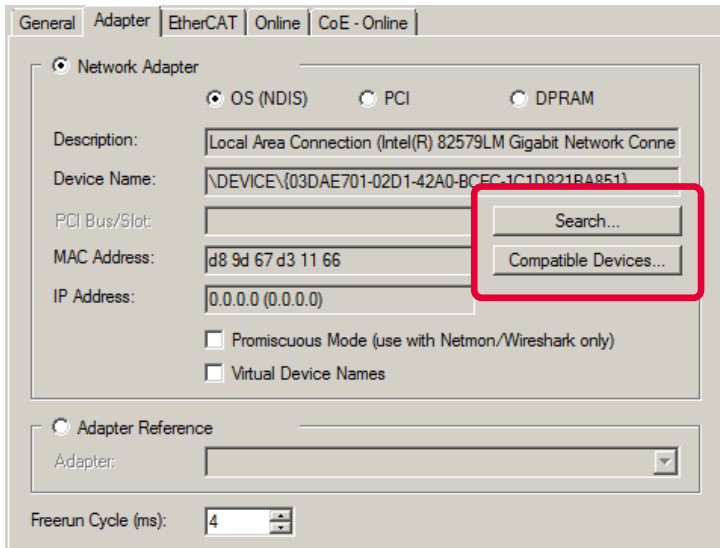 General Adapter EtherCAT Online CoE - Online
Network Adapter
OS (NDIS) PCI DPRAM
Description: Local Area Connection (Intel(R) 82579LM Gigabit Network Conne
Device Name: \DEVICE\{03DAE701-02D1-42A0-BCFC-1C1D821BA851}
PCI Bus/Slot: Search...
MAC Address: d8 9d 67 d3 11 66 Compatible Devices...
IP Address: 0.0.0.0 (0.0.0.0)
Promiscuous Mode (use with Netmon/Wireshark only)
Virtual Device Names
Adapter Reference
Adapter:
Freerun Cycle (ms): 4